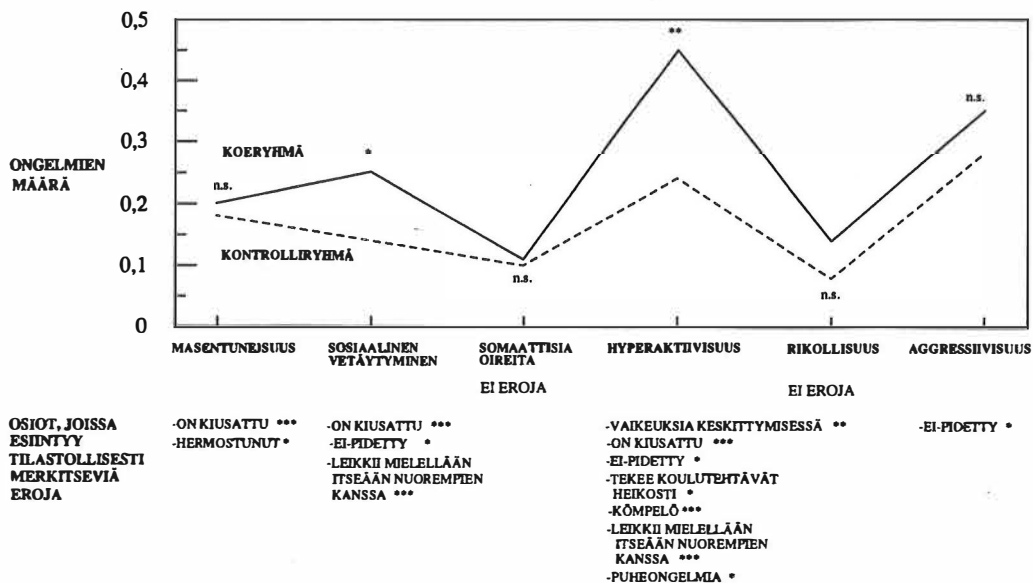 0,5
**
0,4
n.s.
0,3
KOERYHMÄ
*
ONGELMIEN
MÄÄRÄ
n.s.
0,2
KONTROLLIRYHMÄ
0,1
n.s.
n.s.
0
MASENTUNEISUUS
SOSIAALINEN
VETÄYTYMINEN
SOMAATTISIA
OIREITA
HYPERAKTIIVISUUS
RIKOLLISUUS
AGGRESSIIVISUUS
EI EROJA
EI EROJA
OSIOT, JOISSA
ESIINTYY
TILASTOLLISESTI
MERKITSEVIÄ
EROJA
-ON KIUSATTU ***
-HERMOSTUNUT *
-ON KIUSATTU ***
-EI-PIDETTY *
-LEIKKII MIELELLÄÄN
ITSEÄÄN NUOREMPIEN
KANSSA ***
-VAIKEUKSIA KESKITTYMISESSÄ **
-ON KIUSATTU ***
-EI-PIDETTY *
-TEKEE KOULUTEHTÄVÄT
HEIKOSTI *
-KÖMPELÖ ***
-LEIKKII MIELELLÄÄN
ITSEÄÄN NUOREMPIEN
KANSSA ***
-PUHEONGELMIA *
-EI-PIDETTY *